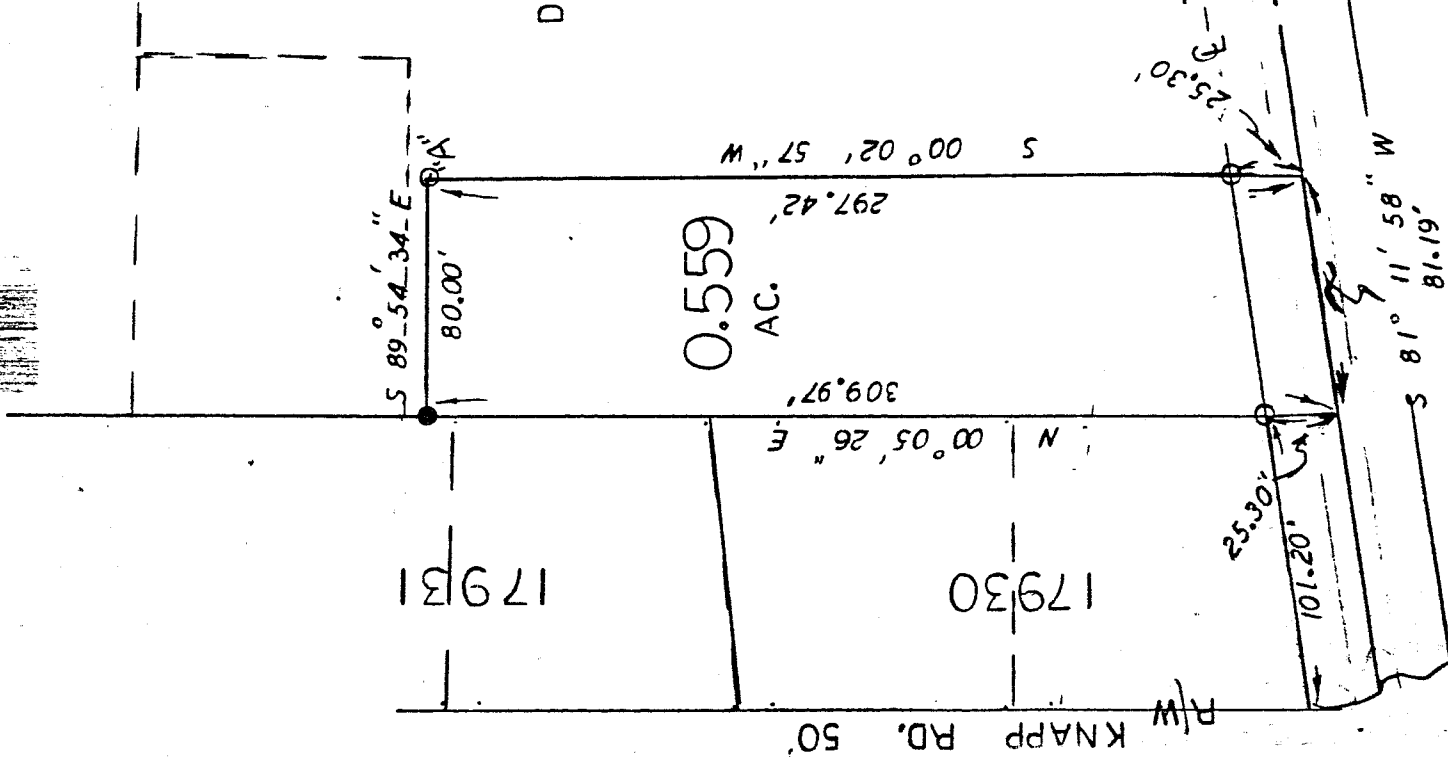 D
25.30'
"A"
S 89° 54' 34" E
80.00'
S 00° 02' 57" W
297.42'
0.559
AC.
309.97'
N 00° 05' 26" E
17931
17930
25.30"
101.20'
S 81° 11' 58" W
81.19'
KNAPP RD. 50' R/W